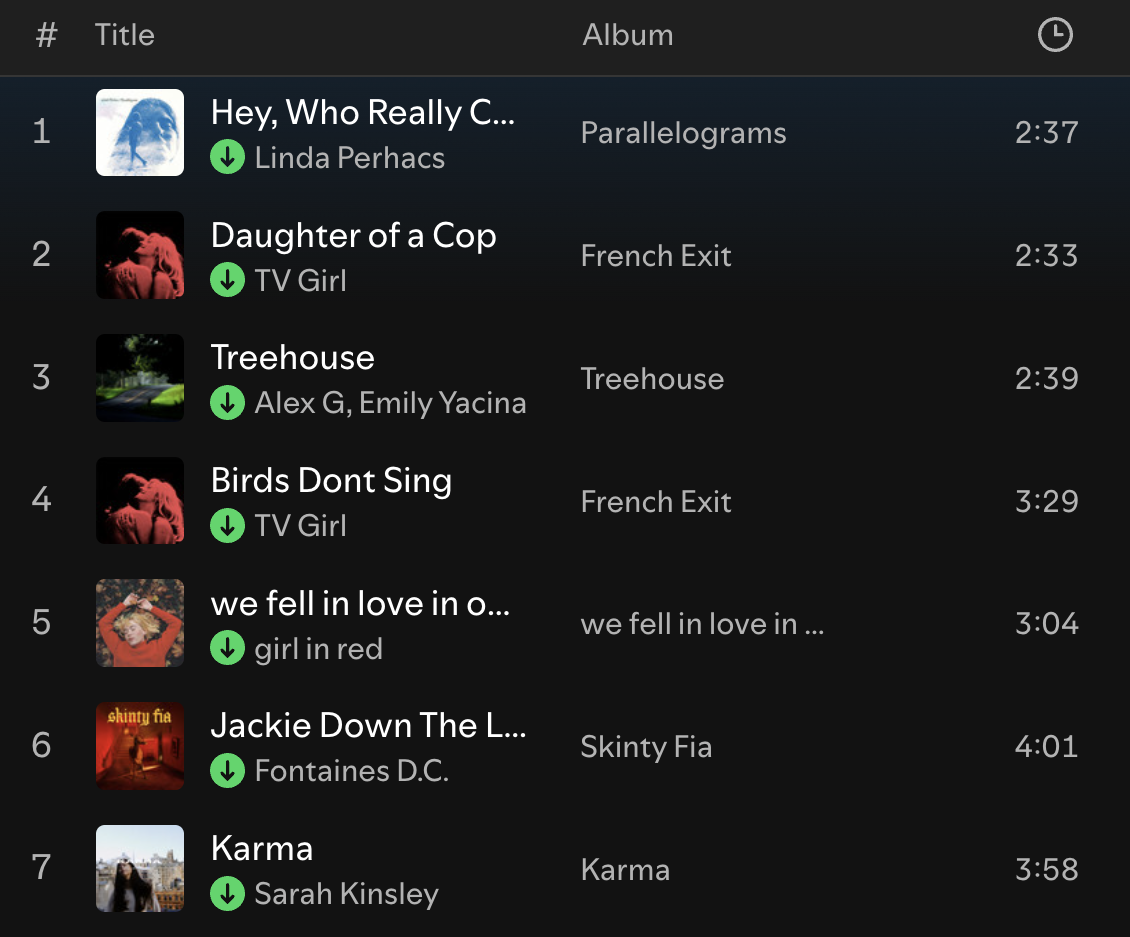 # Title Album
1 Hey, Who Really C... Parallelograms 2:37
Linda Perhacs
2 Daughter of a Cop French Exit 2:33
TV Girl
3 Treehouse Treehouse 2:39
Alex G, Emily Yacina
4 Birds Dont Sing French Exit 3:29
TV Girl
5 we fell in love in o... we fell in love in ... 3:04
girl in red
skinty fia
6 Jackie Down The L... Skinty Fia 4:01
Fontaines D.C.
7 Karma Karma 3:58
Sarah Kinsley